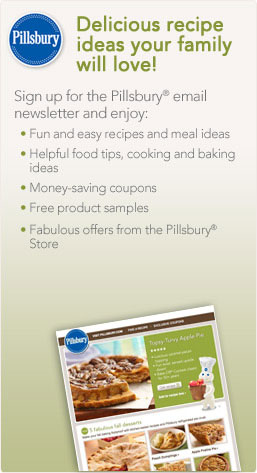 Pillsbury
Delicious recipe
ideas your family
will love!
Sign up for the Pillsbury® email
newsletter and enjoy:
• Fun and easy recipes and meal ideas
• Helpful food tips, cooking and baking
ideas
• Money-saving coupons
• Free product samples
• Fabulous offers from the Pillsbury®
Store
Pillsbury
Topsy Turvy Apple Pie
5 fabulous fall desserts